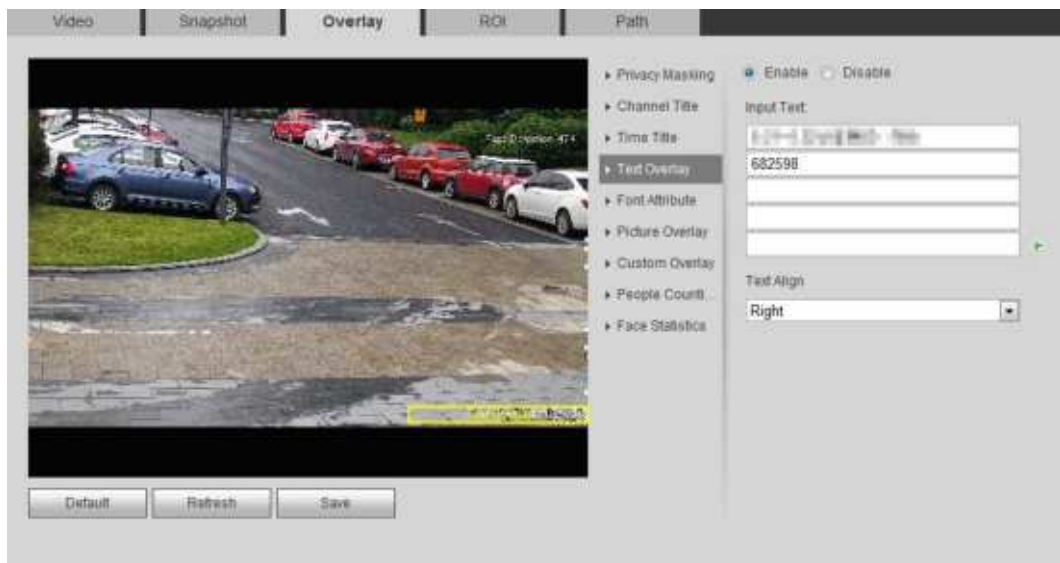 Video Snapshot Overlay ROI Path
Privacy Masking
Channel Title
Time Title
Text Overlay
Font Attribute
Picture Overlay
Custom Overlay
People Counti...
Face Statistics
Enable Disable
Input Text:
682598
Text Align
Right
Default Refresh Save